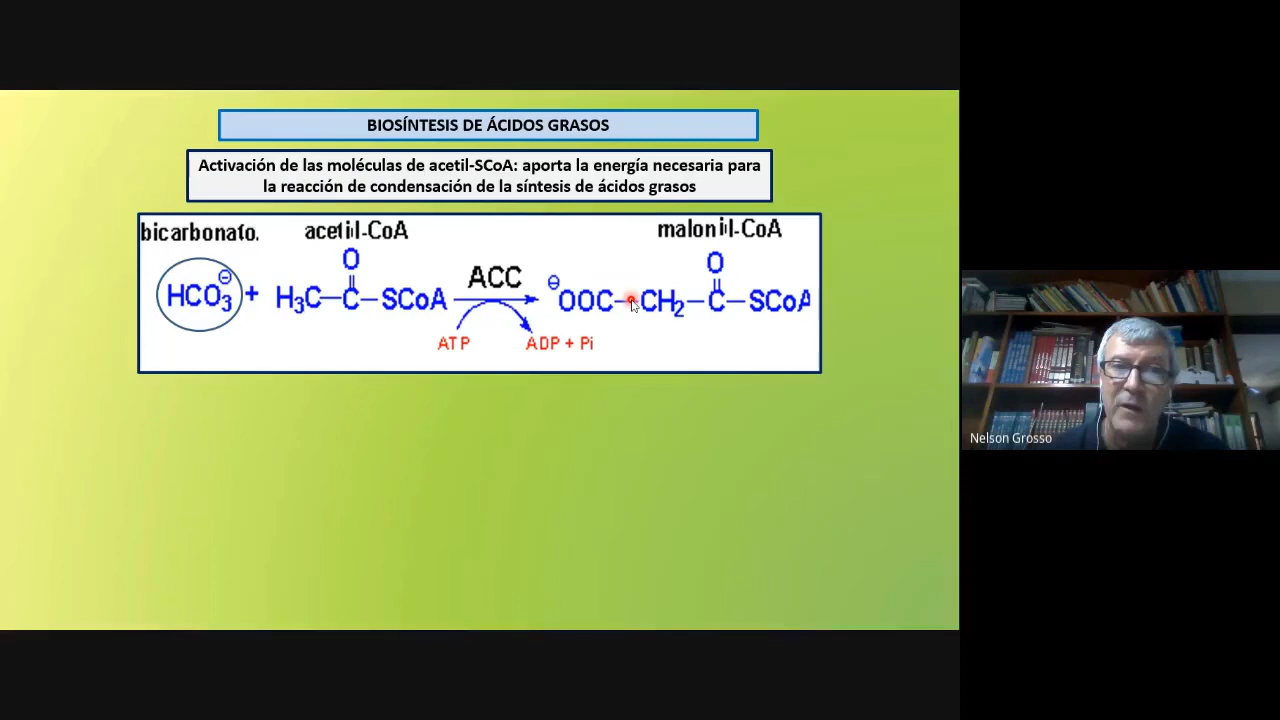 BIOSÍNTESIS DE ÁCIDOS GRASOS
Activación de las moléculas de acetil-SCoA: aporta la energía necesaria para
la reacción de condensación de la síntesis de ácidos grasos
bicarbonato. acetil-CoA malonil-CoA
O O
HCO₃⊖ + H₃C—C—SCoA ACC ⊖OOC—CH₂—C—SCoA
ATP ADP + Pi
Nelson Grosso